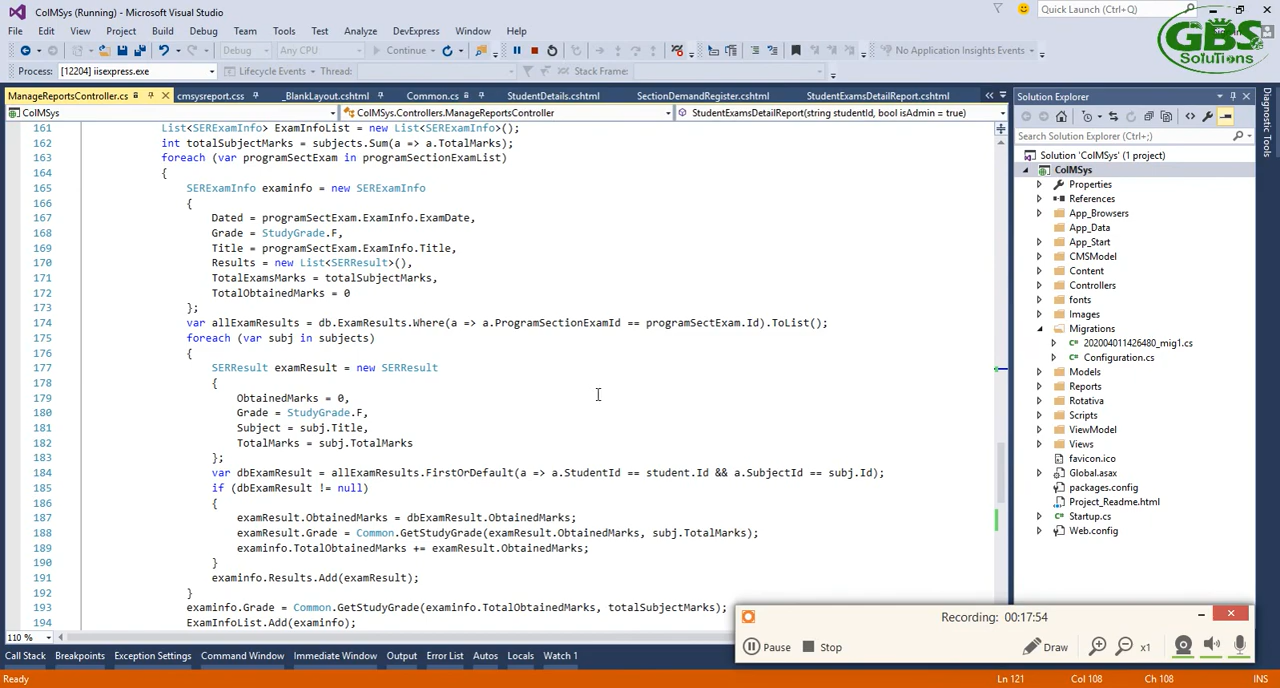 ColMSys (Running) - Microsoft Visual Studio
Quick Launch (Ctrl+Q)
GBS
SOLUTIONS
File Edit View Project Build Debug Team Tools Test Analyze DevExpress Window Help
Debug Any CPU Continue No Application Insights Events
Process: [12204] iisexpress.exe Lifecycle Events Thread: Stack Frame:
ManageReportsController.cs cmsysreport.css _BlankLayout.cshtml Common.cs StudentDetails.cshtml SectionDemandRegister.cshtml StudentExamsDetailReport.cshtml
ColMSys ColMSys.Controllers.ManageReportsController StudentExamsDetailReport(string studentId, bool isAdmin = true)
161 List<SERExamInfo> ExamInfoList = new List<SERExamInfo>();
162 int totalSubjectMarks = subjects.Sum(a => a.TotalMarks);
163 foreach (var programSectExam in programSectionExamList)
164 {
165 SERExamInfo examinfo = new SERExamInfo
166 {
167 Dated = programSectExam.ExamInfo.ExamDate,
168 Grade = StudyGrade.F,
169 Title = programSectExam.ExamInfo.Title,
170 Results = new List<SERResult>(),
171 TotalExamsMarks = totalSubjectMarks,
172 TotalObtainedMarks = 0
173 };
174 var allExamResults = db.ExamResults.Where(a => a.ProgramSectionExamId == programSectExam.Id).ToList();
175 foreach (var subj in subjects)
176 {
177 SERResult examResult = new SERResult
178 {
179 ObtainedMarks = 0,
180 Grade = StudyGrade.F,
181 Subject = subj.Title,
182 TotalMarks = subj.TotalMarks
183 };
184 var dbExamResult = allExamResults.FirstOrDefault(a => a.StudentId == student.Id && a.SubjectId == subj.Id);
185 if (dbExamResult != null)
186 {
187 examResult.ObtainedMarks = dbExamResult.ObtainedMarks;
188 examResult.Grade = Common.GetStudyGrade(examResult.ObtainedMarks, subj.TotalMarks);
189 examinfo.TotalObtainedMarks += examResult.ObtainedMarks;
190 }
191 examinfo.Results.Add(examResult);
192 }
193 examinfo.Grade = Common.GetStudyGrade(examinfo.TotalObtainedMarks, totalSubjectMarks);
194 ExamInfoList.Add(examinfo);
110 %
Solution Explorer
Search Solution Explorer (Ctrl+;)
Solution 'ColMSys' (1 project)
ColMSys
Properties
References
App_Browsers
App_Data
App_Start
CMSModel
Content
Controllers
fonts
Images
Migrations
202004011426480_mig1.cs
Configuration.cs
Models
Reports
Rotativa
Scripts
ViewModel
Views
favicon.ico
Global.asax
packages.config
Project_Readme.html
Startup.cs
Web.config
Diagnostic Tools
Recording: 00:17:54
Pause Stop Draw x1
Call Stack Breakpoints Exception Settings Command Window Immediate Window Output Error List Autos Locals Watch 1
Ready Ln 121 Col 108 Ch 108 INS